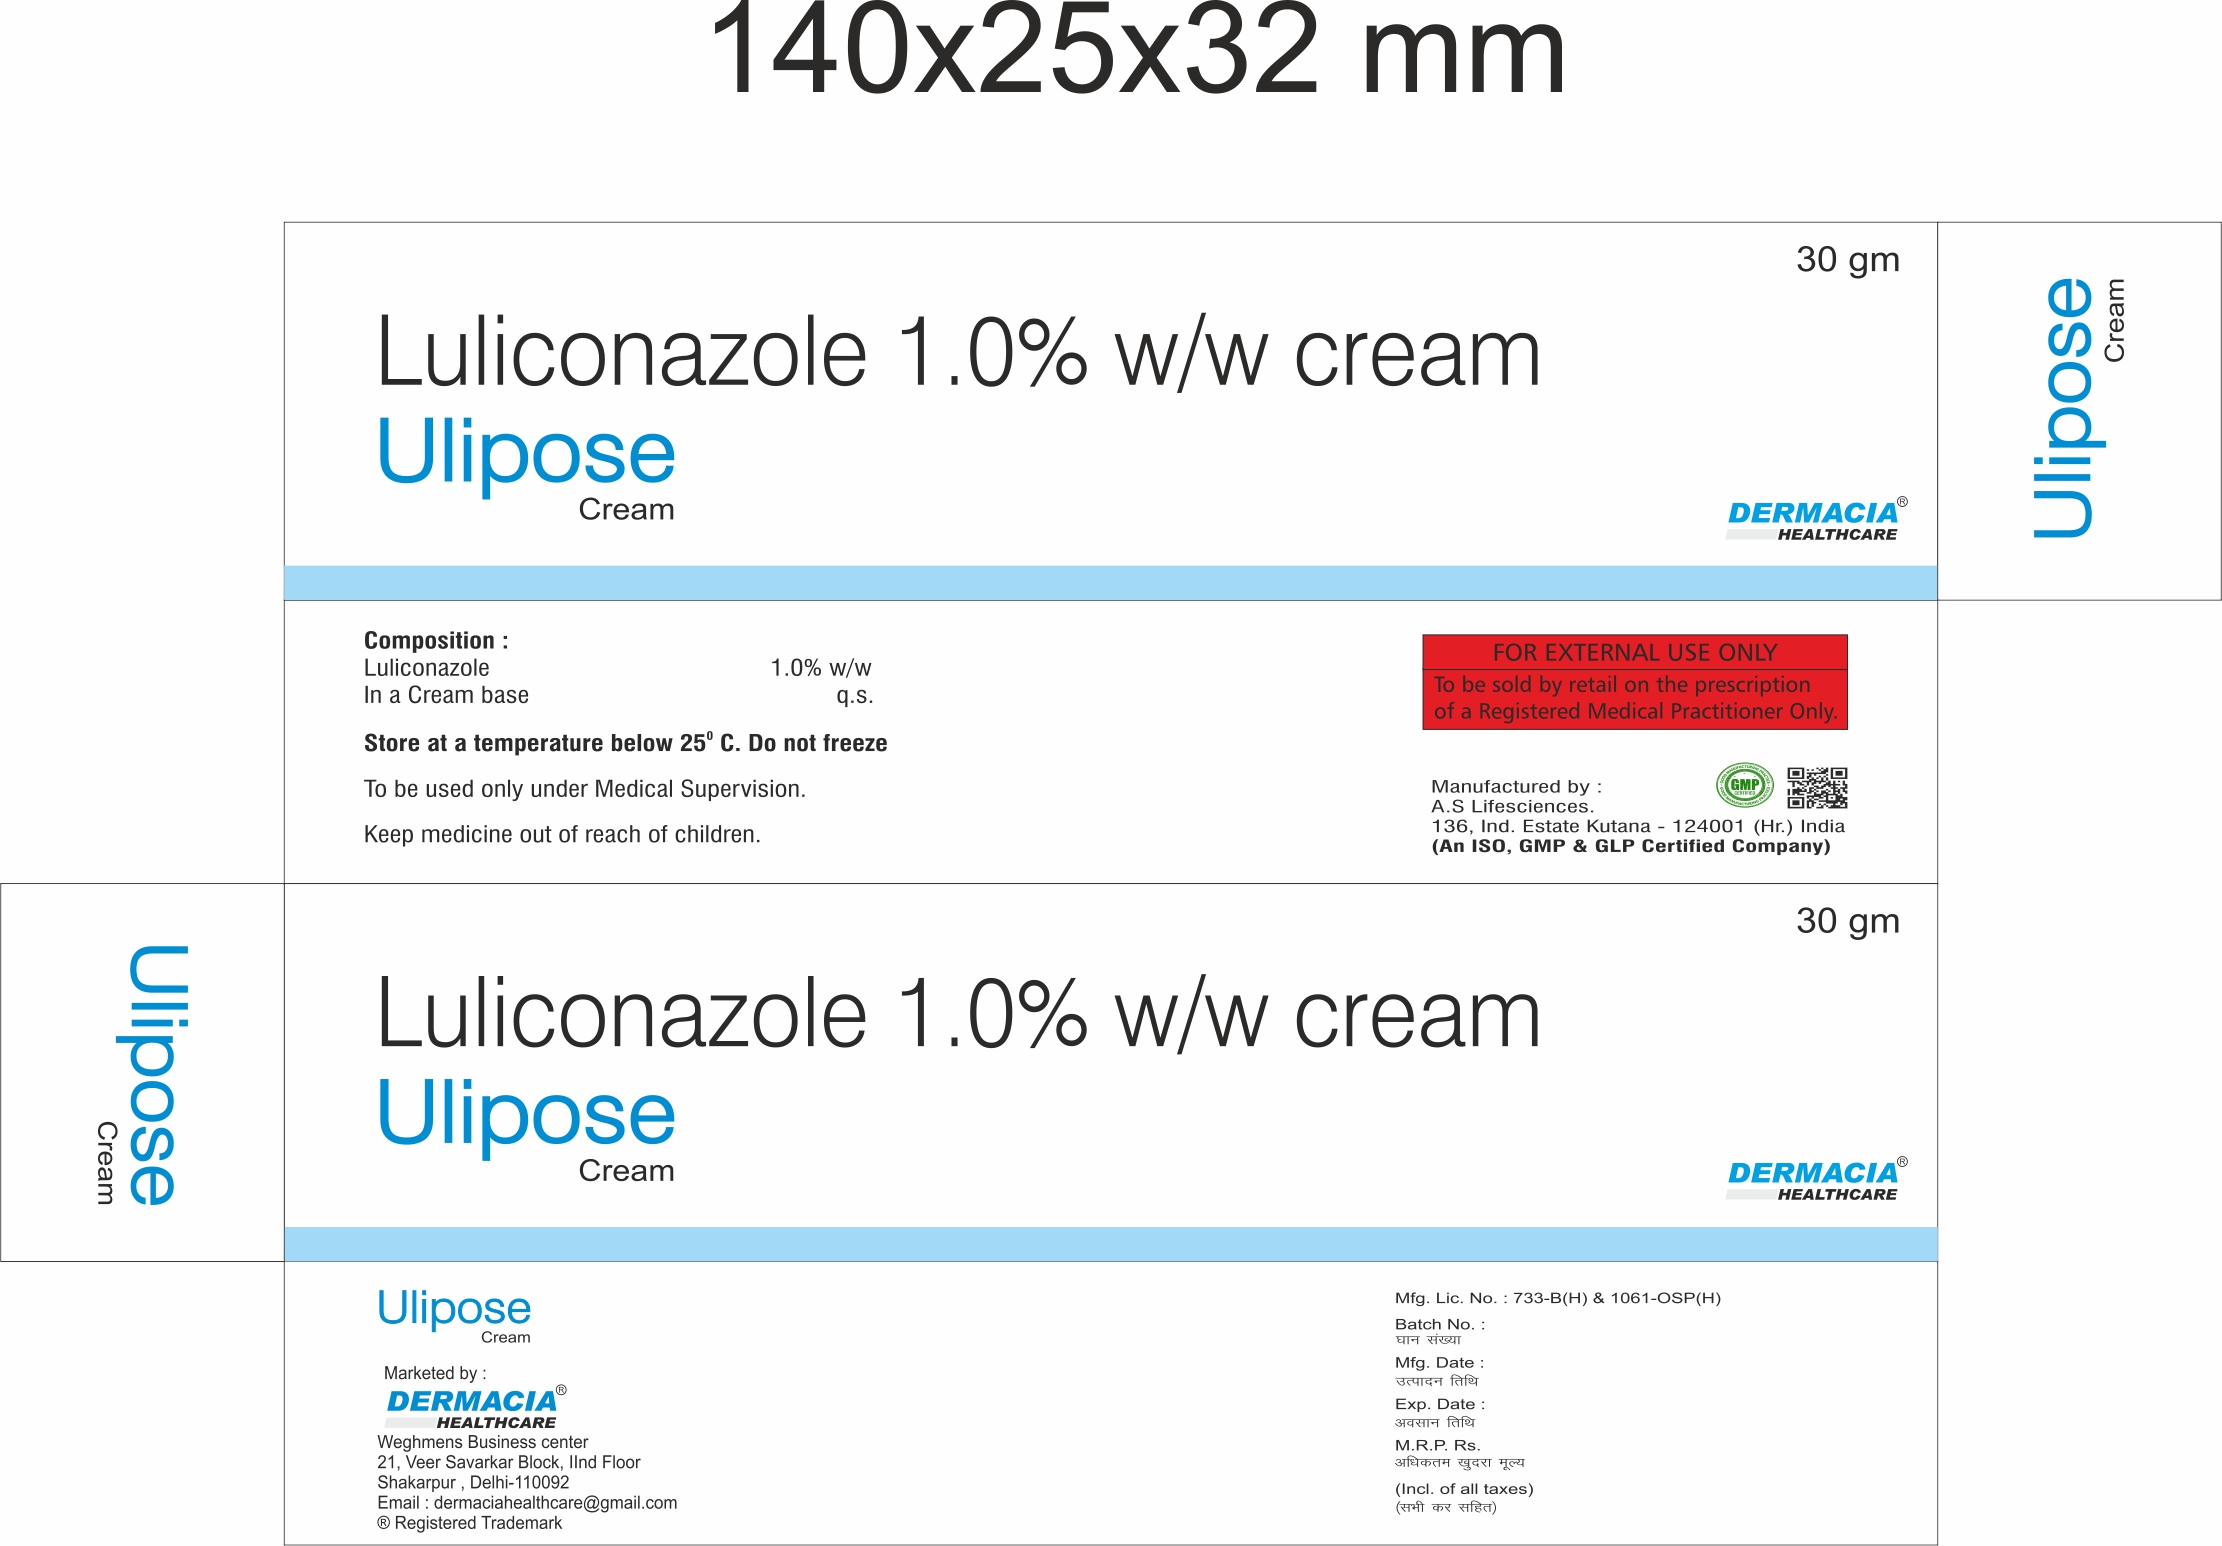 140x25x32 mm
30 gm
Luliconazole 1.0% w/w cream
Ulipose
Cream
DERMACIA®
HEALTHCARE
Ulipose
Cream
Composition :
Luliconazole 1.0% w/w
In a Cream base q.s.
Store at a temperature below 25⁰ C. Do not freeze
To be used only under Medical Supervision.
Keep medicine out of reach of children.
FOR EXTERNAL USE ONLY
To be sold by retail on the prescription
of a Registered Medical Practitioner Only.
GMP
CERTIFIED
Manufactured by :
A.S Lifesciences.
136, Ind. Estate Kutana - 124001 (Hr.) India
(An ISO, GMP & GLP Certified Company)
Ulipose
Cream
30 gm
Luliconazole 1.0% w/w cream
Ulipose
Cream
DERMACIA®
HEALTHCARE
Ulipose
Cream
Marketed by :
DERMACIA®
HEALTHCARE
Weghmens Business center
21, Veer Savarkar Block, IInd Floor
Shakarpur , Delhi-110092
Email : dermaciahealthcare@gmail.com
® Registered Trademark
Mfg. Lic. No. : 733-B(H) & 1061-OSP(H)
Batch No. :
घान संख्या
Mfg. Date :
उत्पादन तिथि
Exp. Date :
अवसान तिथि
M.R.P. Rs.
अधिकतम खुदरा मूल्य
(Incl. of all taxes)
(सभी कर सहित)